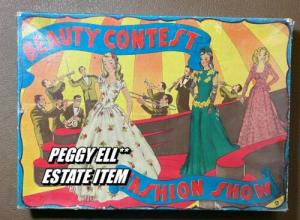 BEAUTY CONTEST
PEGGY ELL**
ESTATE ITEM
FASHION SHOW